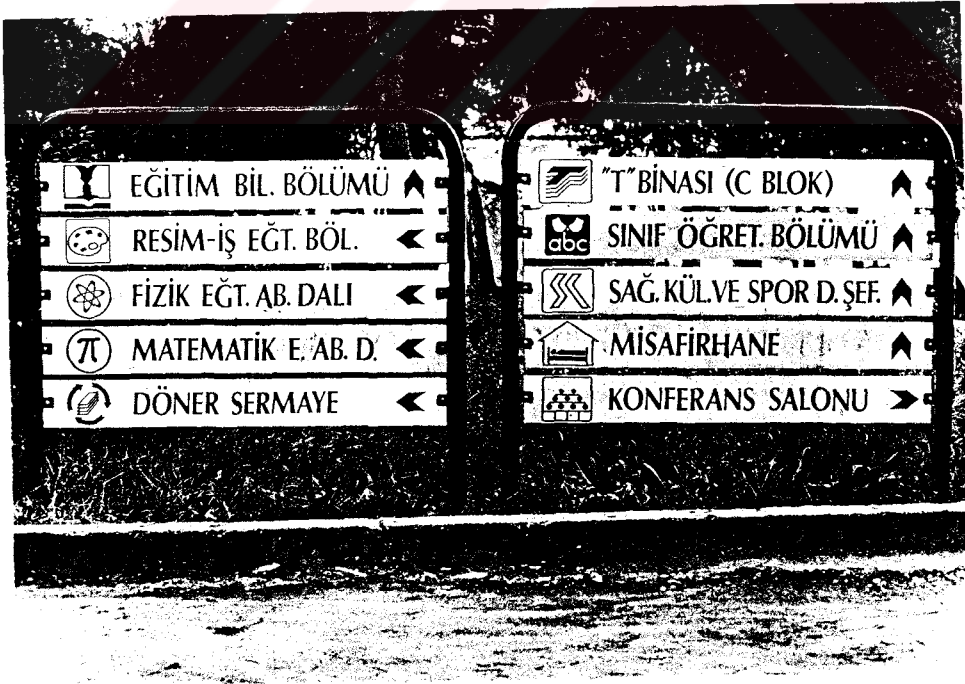 EĞİTİM BİL. BÖLÜMÜ
RESİM-İŞ EĞT. BÖL.
FİZİK EĞT. AB. DALI
π MATEMATİK E. AB. D.
DÖNER SERMAYE
"T" BİNASI (C BLOK)
abc SINIF ÖĞRET. BÖLÜMÜ
SAĞ. KÜL. VE SPOR D. ŞEF.
MİSAFİRHANE
KONFERANS SALONU